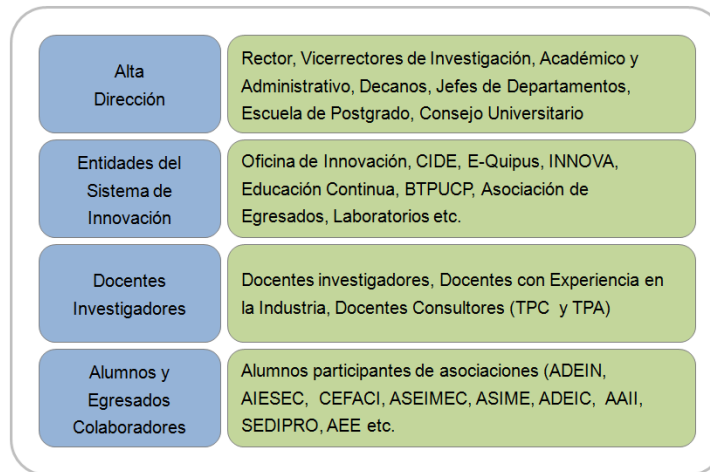 Alta
Dirección
Rector, Vicerrectores de Investigación, Académico y
Administrativo, Decanos, Jefes de Departamentos,
Escuela de Postgrado, Consejo Universitario
Entidades del
Sistema de
Innovación
Oficina de Innovación, CIDE, E-Quipus, INNOVA,
Educación Continua, BTPUCP, Asociación de
Egresados, Laboratorios etc.
Docentes
Investigadores
Docentes investigadores, Docentes con Experiencia en
la Industria, Docentes Consultores (TPC y TPA)
Alumnos y
Egresados
Colaboradores
Alumnos participantes de asociaciones (ADEIN,
AIESEC, CEFACI, ASEIMEC, ASIME, ADEIC, AAII,
SEDIPRO, AEE etc.